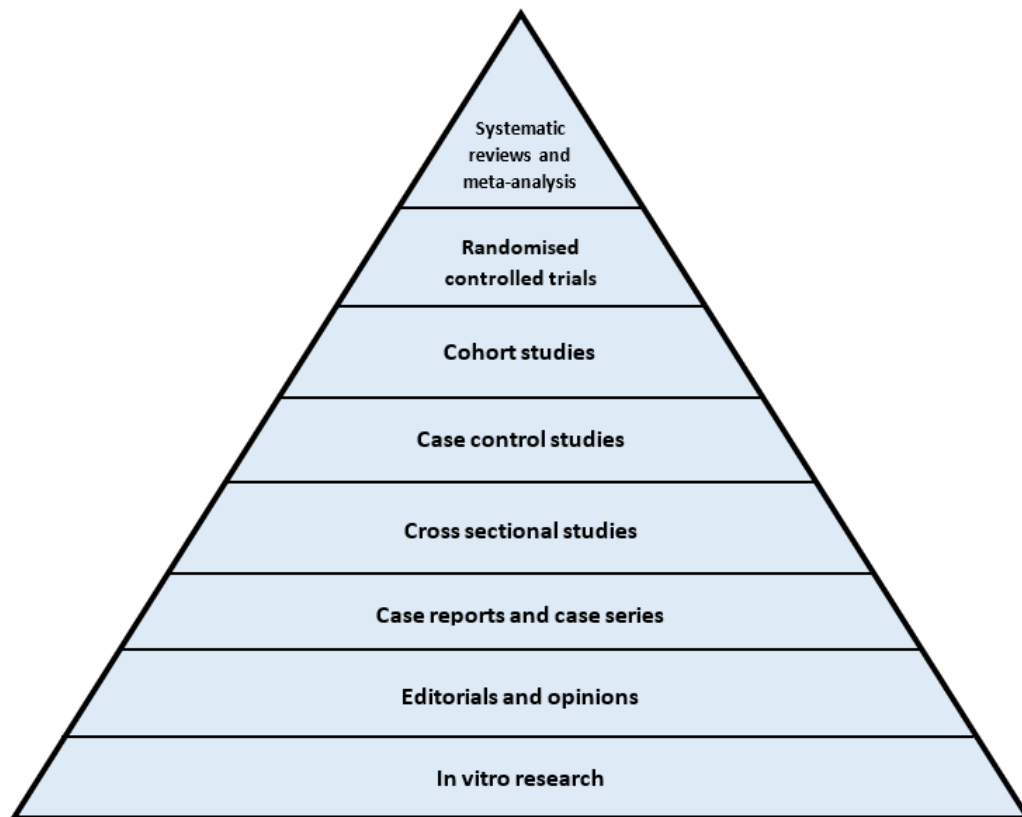 Systematic
reviews and
meta-analysis
Randomised
controlled trials
Cohort studies
Case control studies
Cross sectional studies
Case reports and case series
Editorials and opinions
In vitro research